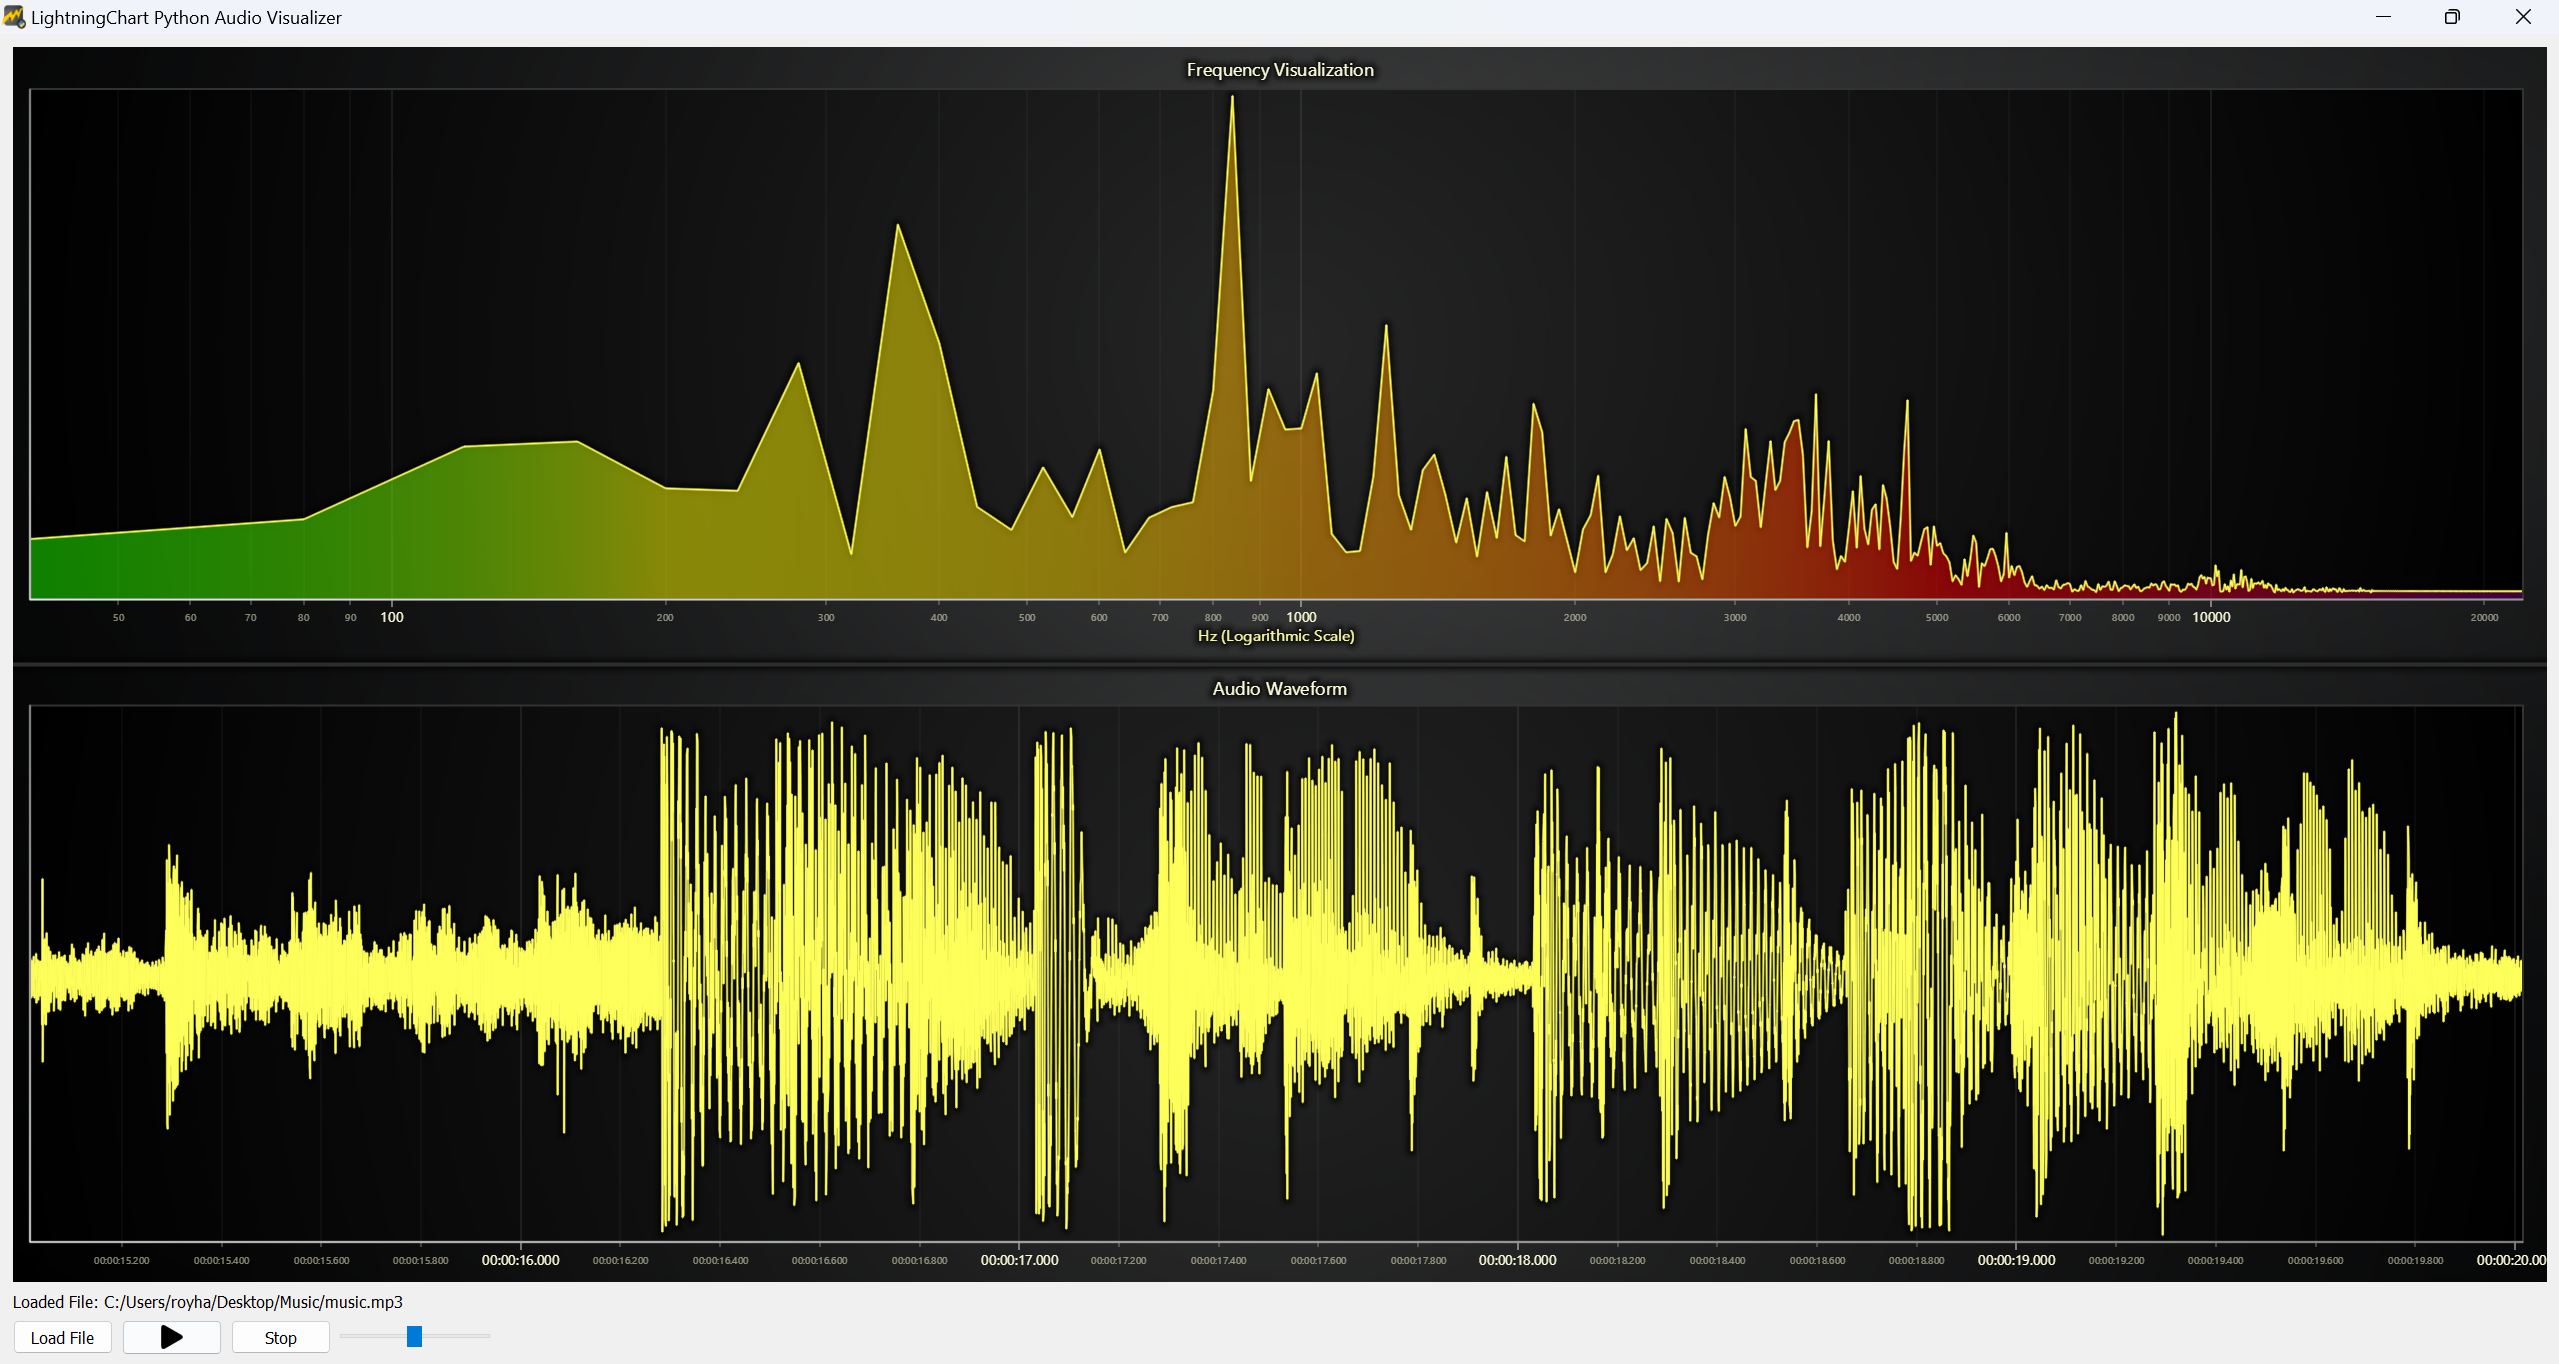 LightningChart Python Audio Visualizer
Frequency Visualization
50 60 70 80 90 100 200 300 400 500 600 700 800 900 1000 2000 3000 4000 5000 6000 7000 8000 9000 10000 20000
Hz (Logarithmic Scale)
Audio Waveform
00:00:15.200 00:00:15.400 00:00:15.600 00:00:15.800 00:00:16.000 00:00:16.200 00:00:16.400 00:00:16.600 00:00:16.800 00:00:17.000 00:00:17.200 00:00:17.400 00:00:17.600 00:00:17.800 00:00:18.000 00:00:18.200 00:00:18.400 00:00:18.600 00:00:18.800 00:00:19.000 00:00:19.200 00:00:19.400 00:00:19.600 00:00:19.800 00:00:20.00
Loaded File: C:/Users/royha/Desktop/Music/music.mp3
Load File Stop